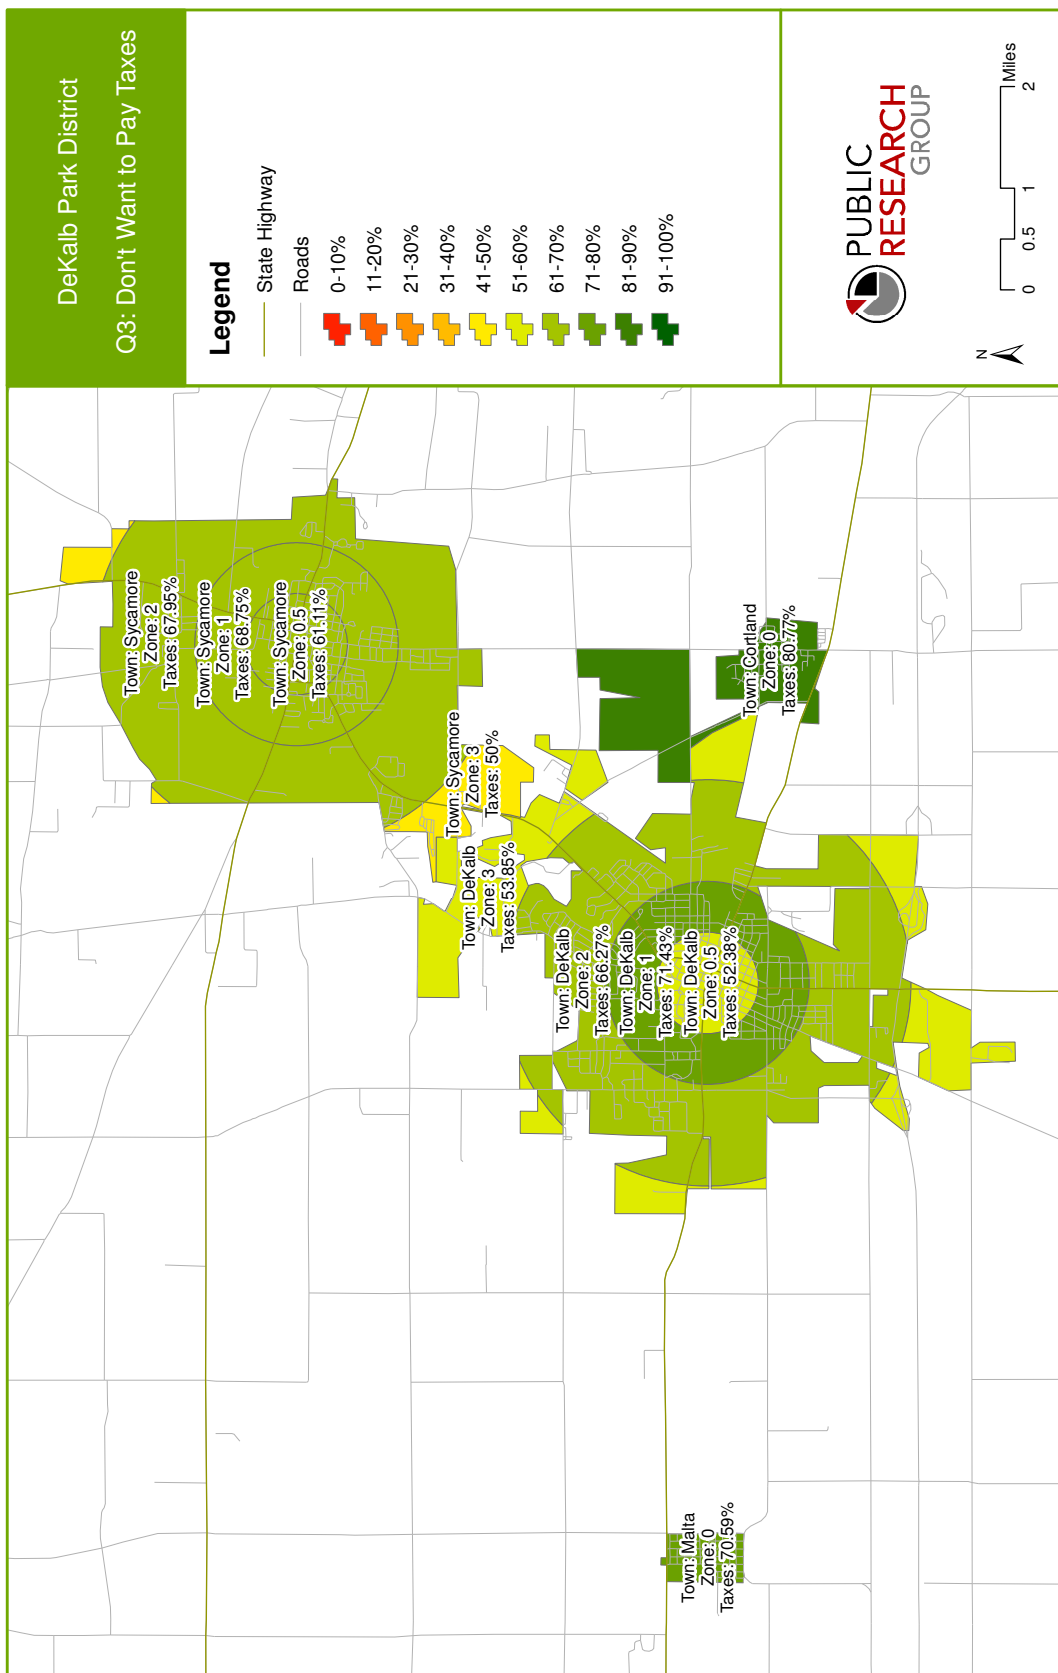 DeKalb Park District
Q3: Don't Want to Pay Taxes
Legend
State Highway
Roads
0-10%
11-20%
21-30%
31-40%
41-50%
51-60%
61-70%
71-80%
81-90%
91-100%
PUBLIC
RESEARCH
GROUP
N
Miles
0 0.5 1 2
Town: Sycamore
Zone: 2
Taxes: 67.95%
Town: Sycamore
Zone: 1
Taxes: 68.75%
Town: Sycamore
Zone: 0.5
Taxes: 61.11%
Town: Sycamore
Zone: 3
Taxes: 50%
Town: DeKalb
Zone: 3
Taxes: 53.85%
Town: DeKalb
Zone: 2
Taxes: 66.27%
Town: DeKalb
Zone: 1
Taxes: 71.43%
Town: DeKalb
Zone: 0.5
Taxes: 52.38%
Town: Cortland
Zone: 0
Taxes: 80.77%
Town: Malta
Zone: 0
Taxes: 70.59%